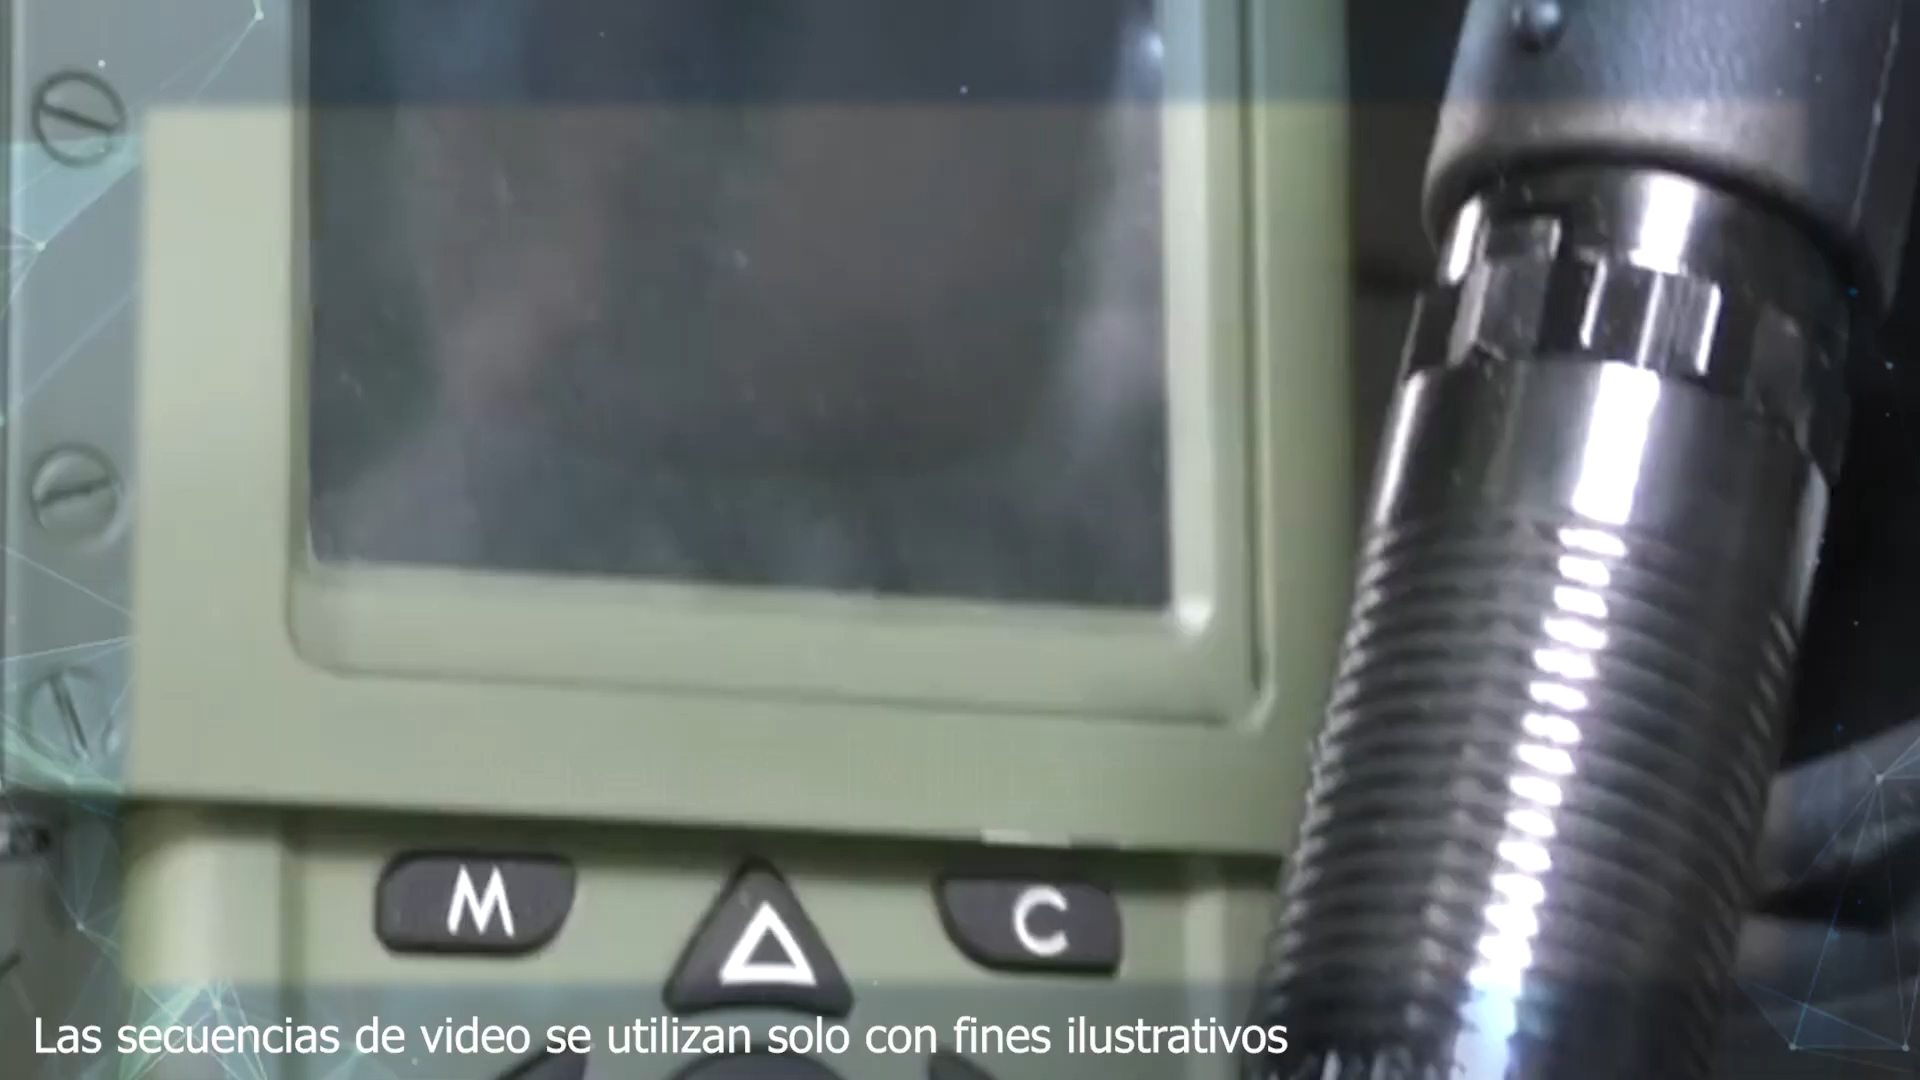 M
C
Las secuencias de video se utilizan solo con fines ilustrativos